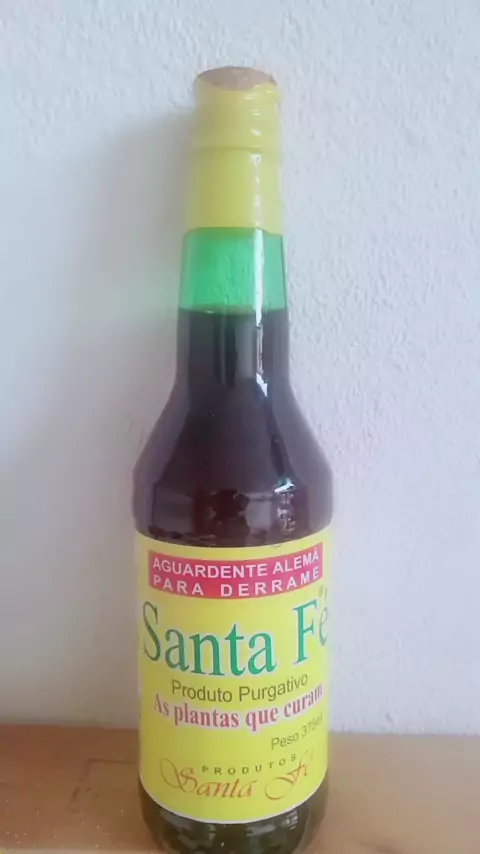 AGUARDENTE ALEMÃ
PARA DERRAME
Santa Fé
Produto Purgativo
As plantas que curam
Peso 375ml
PRODUTOS
Santa Fé